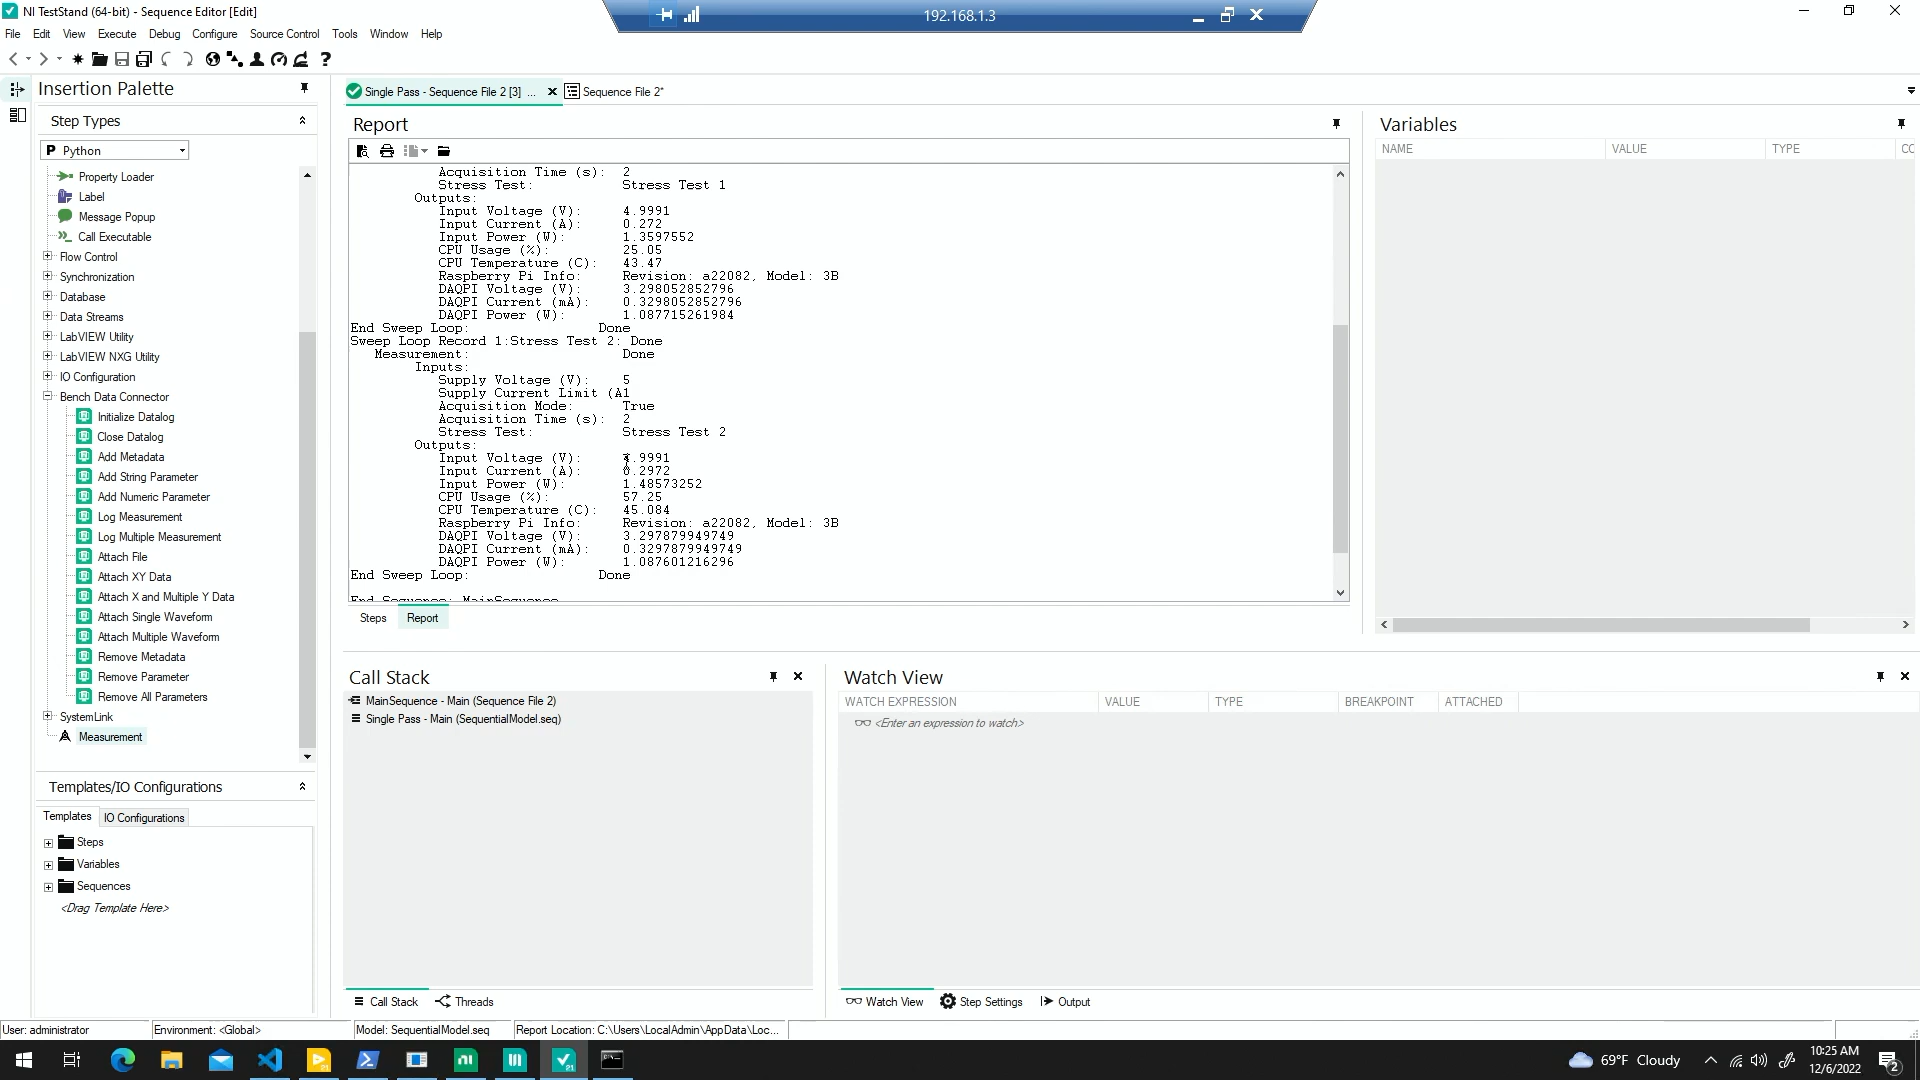 NI TestStand (64-bit) - Sequence Editor [Edit]
192.168.1.3
File Edit View Execute Debug Configure Source Control Tools Window Help
Insertion Palette
Step Types
P Python
Property Loader
Label
Message Popup
Call Executable
Flow Control
Synchronization
Database
Data Streams
LabVIEW Utility
LabVIEW NXG Utility
IO Configuration
Bench Data Connector
Initialize Datalog
Close Datalog
Add Metadata
Add String Parameter
Add Numeric Parameter
Log Measurement
Log Multiple Measurement
Attach File
Attach XY Data
Attach X and Multiple Y Data
Attach Single Waveform
Attach Multiple Waveform
Remove Metadata
Remove Parameter
Remove All Parameters
SystemLink
Measurement
Templates/IO Configurations
Templates IO Configurations
Steps
Variables
Sequences
<Drag Template Here>
Single Pass - Sequence File 2 [3] ... Sequence File 2*
Report
Acquisition Time (s): 2
Stress Test: Stress Test 1
Outputs:
Input Voltage (V): 4.9991
Input Current (A): 0.272
Input Power (W): 1.3597552
CPU Usage (%): 25.05
CPU Temperature (C): 43.47
Raspberry Pi Info: Revision: a22082, Model: 3B
DAQPI Voltage (V): 3.298052852796
DAQPI Current (mA): 0.3298052852796
DAQPI Power (W): 1.087715261984
End Sweep Loop: Done
Sweep Loop Record 1:Stress Test 2: Done
Measurement: Done
Inputs:
Supply Voltage (V): 5
Supply Current Limit (A1
Acquisition Mode: True
Acquisition Time (s): 2
Stress Test: Stress Test 2
Outputs:
Input Voltage (V): 4.9991
Input Current (A): 0.2972
Input Power (W): 1.48573252
CPU Usage (%): 57.25
CPU Temperature (C): 45.084
Raspberry Pi Info: Revision: a22082, Model: 3B
DAQPI Voltage (V): 3.297879949749
DAQPI Current (mA): 0.3297879949749
DAQPI Power (W): 1.087601216296
End Sweep Loop: Done
End Sequence: MainSequence
Steps Report
Variables
NAME VALUE TYPE CO
Call Stack
MainSequence - Main (Sequence File 2)
Single Pass - Main (SequentialModel.seq)
Call Stack Threads
Watch View
WATCH EXPRESSION VALUE TYPE BREAKPOINT ATTACHED
<Enter an expression to watch>
Watch View Step Settings Output
User: administrator Environment: <Global> Model: SequentialModel.seq Report Location: C:\Users\LocalAdmin\AppData\Loc...
69°F Cloudy
10:25 AM
12/6/2022
2